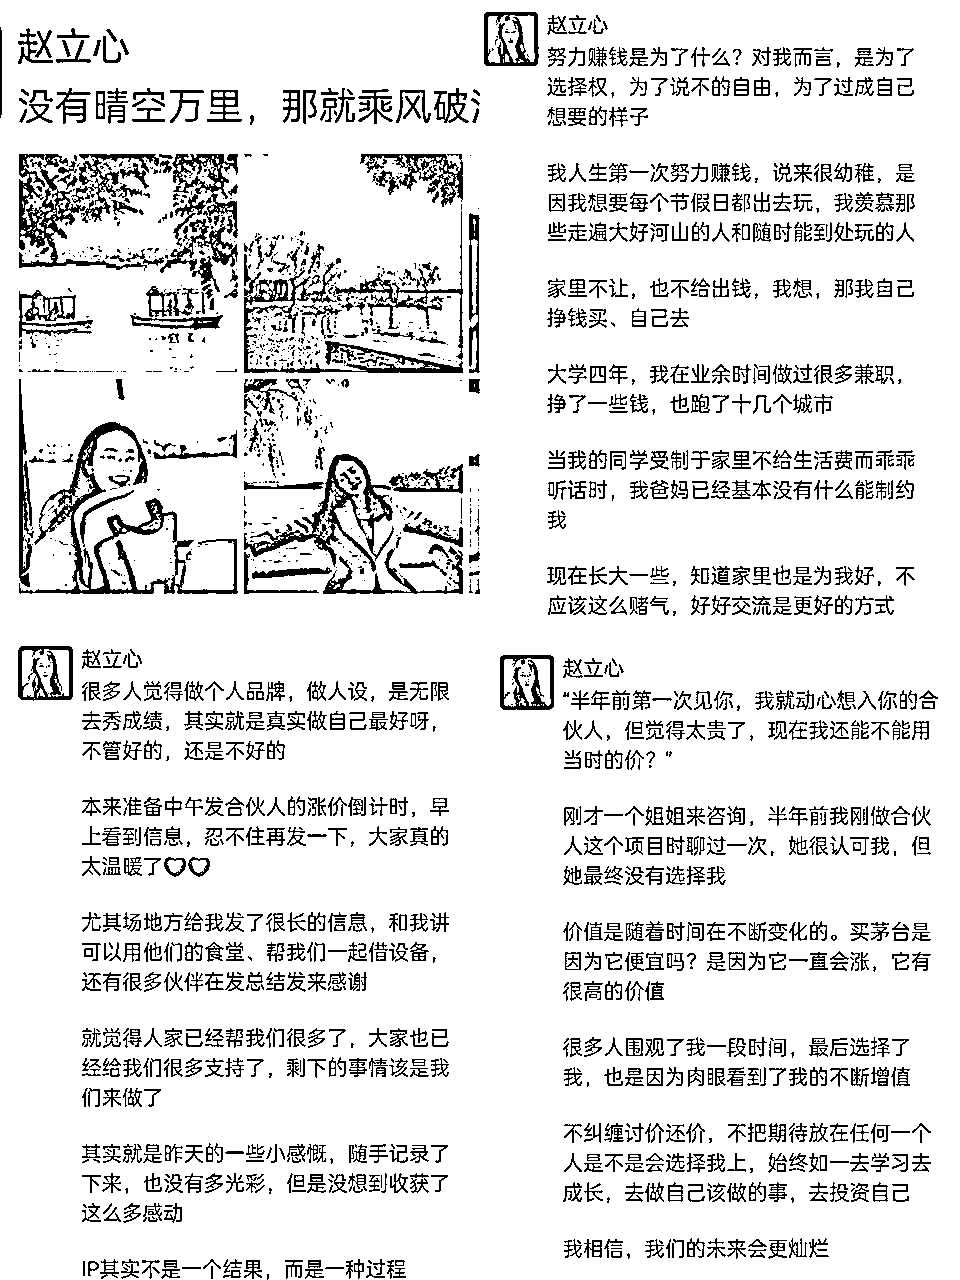 赵立心
没有晴空万里，那就乘风破
赵立心
努力赚钱是为了什么？对我而言，是为了
选择权，为了说不的自由，为了过成自己
想要的样子
我人生第一次努力赚钱，说来很幼稚，是
因我想要每个节假日都出去玩，我羡慕那
些走遍大好河山的人和随时能到处玩的人
家里不让，也不给出钱，我想，那我自己
挣钱买、自己去
大学四年，我在业余时间做过很多兼职，
挣了一些钱，也跑了十几个城市
当我的同学受制于家里不给生活费而乖乖
听话时，我爸妈已经基本没有什么能制约
我
现在长大一些，知道家里也是为我好，不
应该这么赌气，好好交流是更好的方式
赵立心
很多人觉得做个人品牌，做人设，是无限
去秀成绩，其实就是真实做自己最好呀，
不管好的，还是不好的
本来准备中午发合伙人的涨价倒计时，早
上看到信息，忍不住再发一下，大家真的
太温暖了♡♡
尤其场地方给我发了很长的信息，和我讲
可以用他们的食堂、帮我们一起借设备，
还有很多伙伴在发总结发来感谢
就觉得人家已经帮我们很多了，大家也已
经给我们很多支持了，剩下的事情该是我
们来做了
其实就是昨天的一些小感慨，随手记录了
下来，也没有多光彩，但是没想到收获了
这么多感动
IP其实不是一个结果，而是一种过程
赵立心
“半年前第一次见你，我就动心想入你的合
伙人，但觉得太贵了，现在我还能不能用
当时的价？”
刚才一个姐姐来咨询，半年前我刚做合伙
人这个项目时聊过一次，她很认可我，但
她最终没有选择我
价值是随着时间在不断变化的。买茅台是
因为它便宜吗？是因为它一直会涨，它有
很高的价值
很多人围观了我一段时间，最后选择了
我，也是因为肉眼看到了我的不断增值
不纠缠讨价还价，不把期待放在任何一个
人是不是会选择我上，始终如一去学习去
成长，去做自己该做的事，去投资自己
我相信，我们的未来会更灿烂